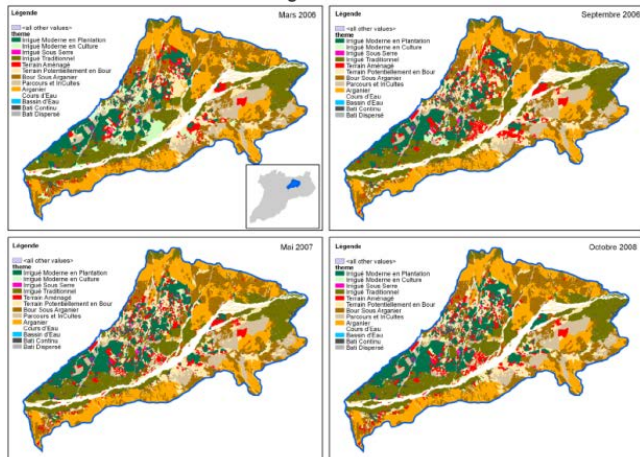 Légende
Mars 2006
<all other values>
theme
Irrigué Moderne en Plantation
Irrigué Moderne en Culture
Irrigué Sous Serre
Irrigué Traditionnel
Terrain Aménagé
Terrain Potentiellement en Bour
Bour Sous Arganier
Parcours et InCultes
Arganier
Cours d'Eau
Bassin d'Eau
Bati Continu
Bati Dispersé
Légende
Septembre 2006
<all other values>
theme
Irrigué Moderne en Plantation
Irrigué Moderne en Culture
Irrigué Sous Serre
Irrigué Traditionnel
Terrain Aménagé
Terrain Potentiellement en Bour
Bour Sous Arganier
Parcours et InCultes
Arganier
Cours d'Eau
Bassin d'Eau
Bati Continu
Bati Dispersé
Légende
Mai 2007
<all other values>
theme
Irrigué Moderne en Plantation
Irrigué Moderne en Culture
Irrigué Sous Serre
Irrigué Traditionnel
Terrain Aménagé
Terrain Potentiellement en Bour
Bour Sous Arganier
Parcours et InCultes
Arganier
Cours d'Eau
Bassin d'Eau
Bati Continu
Bati Dispersé
Légende
Octobre 2008
<all other values>
theme
Irrigué Moderne en Plantation
Irrigué Moderne en Culture
Irrigué Sous Serre
Irrigué Traditionnel
Terrain Aménagé
Terrain Potentiellement en Bour
Bour Sous Arganier
Parcours et InCultes
Arganier
Cours d'Eau
Bassin d'Eau
Bati Continu
Bati Dispersé